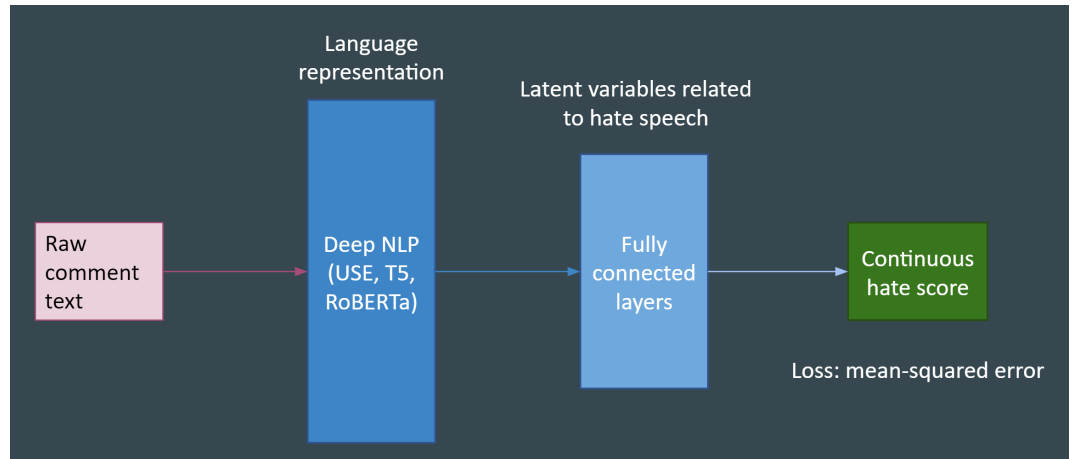 Language
representation
Latent variables related
to hate speech
Raw
comment
text
Deep NLP
(USE, T5,
RoBERTa)
Fully
connected
layers
Continuous
hate score
Loss: mean-squared error